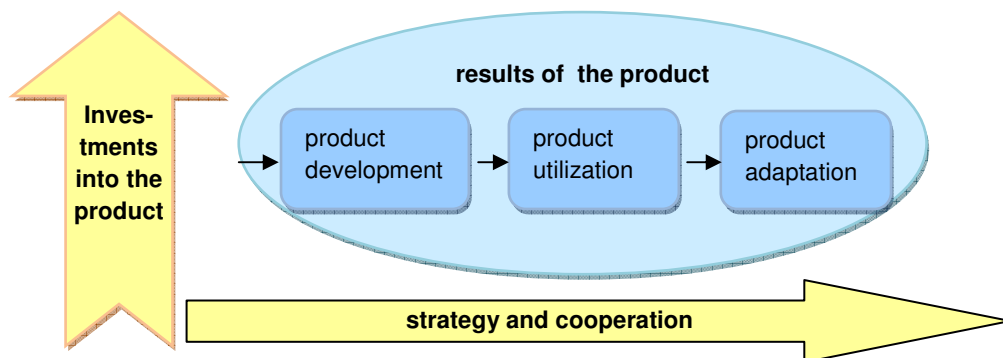 Inves-
tments
into the
product
results of the product
product
development
product
utilization
product
adaptation
strategy and cooperation